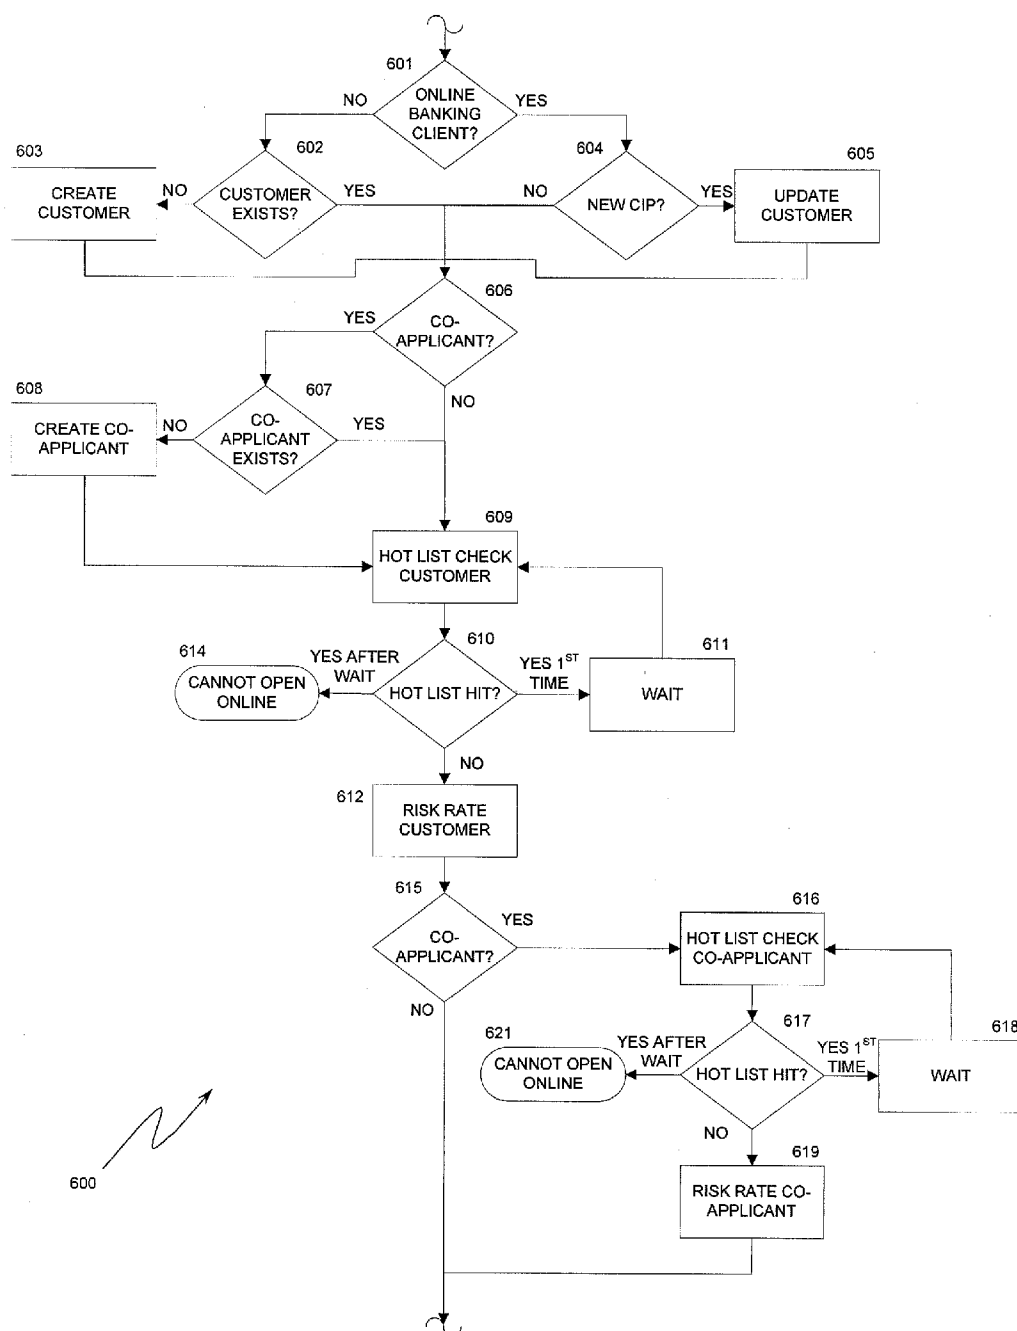 601
ONLINE
BANKING
CLIENT?
NO
YES
603
602
604
605
CREATE
CUSTOMER
NO
CUSTOMER
EXISTS?
YES
NO
NEW CIP?
YES
UPDATE
CUSTOMER
606
YES
CO-
APPLICANT?
608
607
NO
CREATE CO-
APPLICANT
NO
CO-
APPLICANT
EXISTS?
YES
609
HOT LIST CHECK
CUSTOMER
614
610
611
YES AFTER
WAIT
YES 1ST
TIME
CANNOT OPEN
ONLINE
HOT LIST HIT?
WAIT
NO
612
RISK RATE
CUSTOMER
615
616
YES
CO-
APPLICANT?
HOT LIST CHECK
CO-APPLICANT
NO
621
617
618
YES AFTER
WAIT
YES 1ST
TIME
CANNOT OPEN
ONLINE
HOT LIST HIT?
WAIT
NO
619
600
RISK RATE CO-
APPLICANT